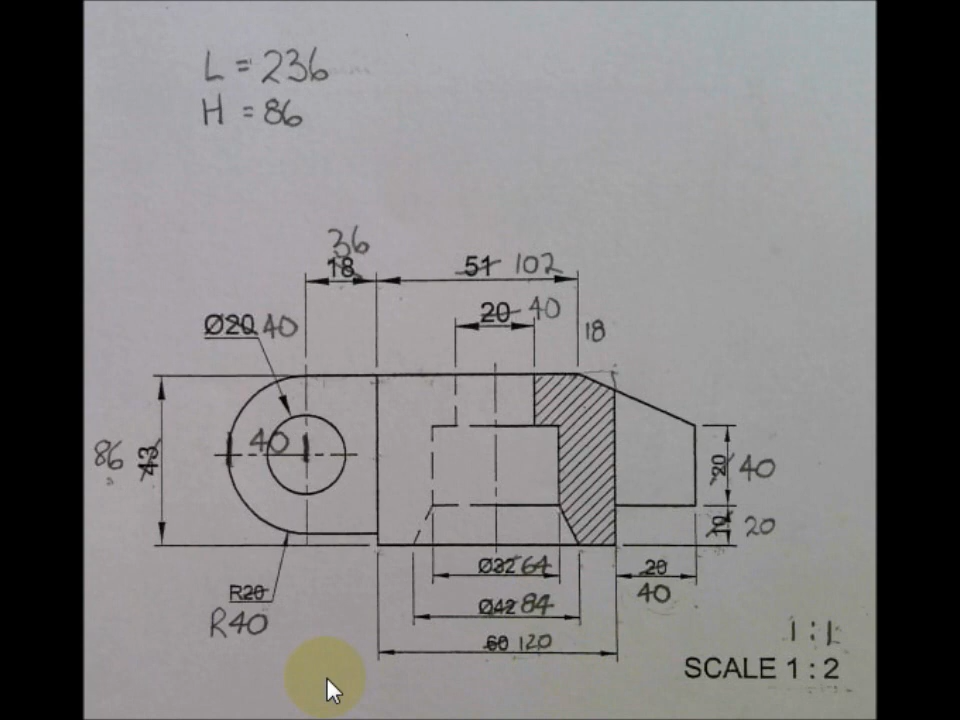 L = 236
H = 86
36
18
51 102
20 40
18
Ø20 40
40
86 43
20 40
10 20
Ø32 64
20
40
R20
Ø42 84
R40
60 120
1:1
SCALE 1 : 2